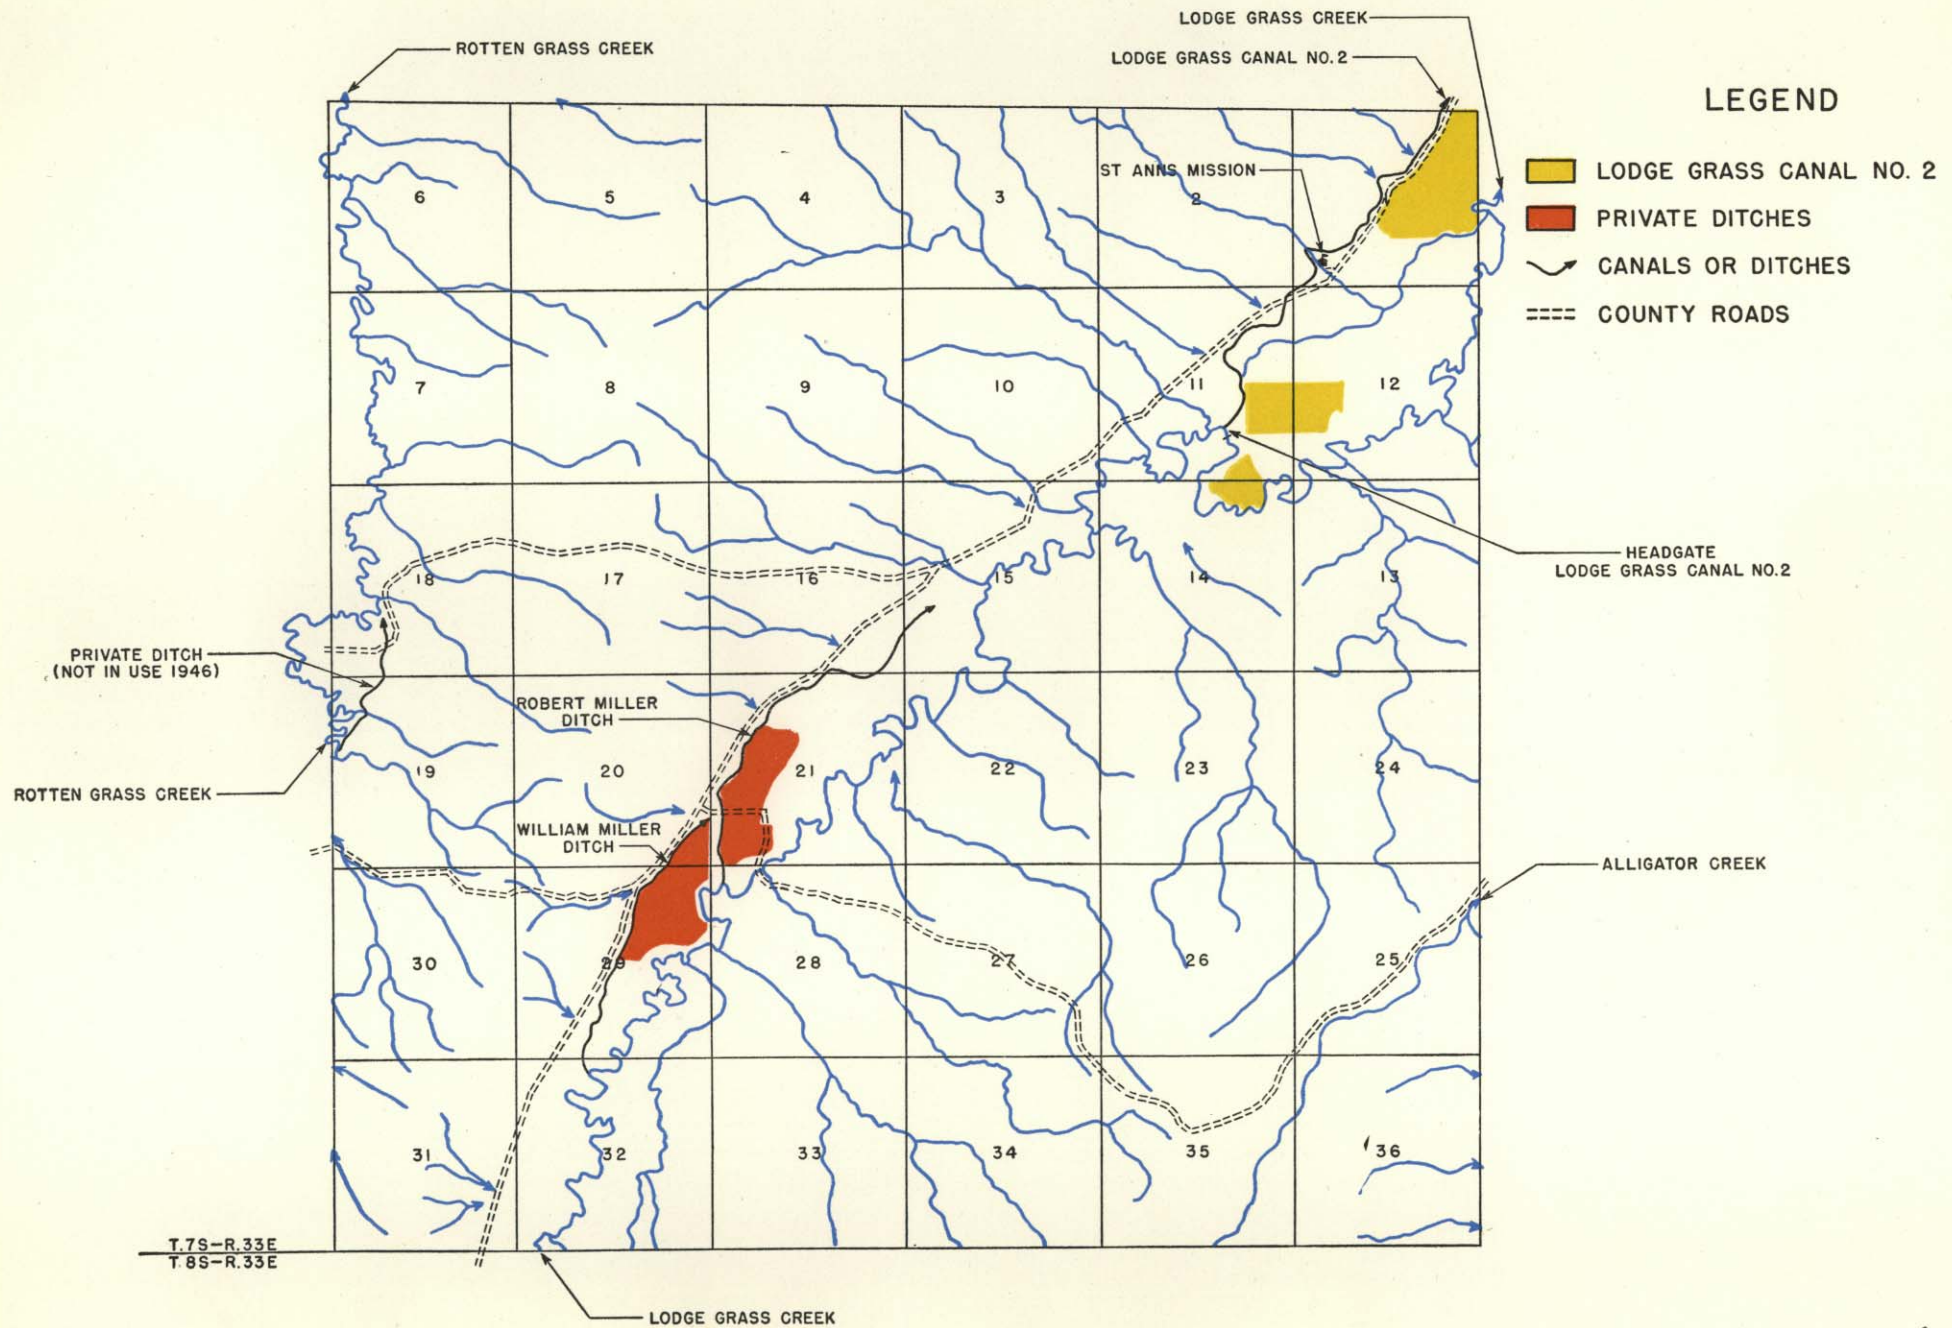 LODGE GRASS CREEK
ROTTEN GRASS CREEK
LODGE GRASS CANAL NO. 2
LEGEND
LODGE GRASS CANAL NO. 2
PRIVATE DITCHES
CANALS OR DITCHES
COUNTY ROADS
ST ANNS MISSION
6 5 4 3 2
7 8 9 10 11 12
HEADGATE
LODGE GRASS CANAL NO.2
18 17 16 15 14 13
PRIVATE DITCH
(NOT IN USE 1946)
ROBERT MILLER
DITCH
19 20 21 22 23 24
ROTTEN GRASS CREEK
WILLIAM MILLER
DITCH
ALLIGATOR CREEK
30 29 28 27 26 25
31 32 33 34 35 36
T.7S-R.33E
T.8S-R.33E
LODGE GRASS CREEK